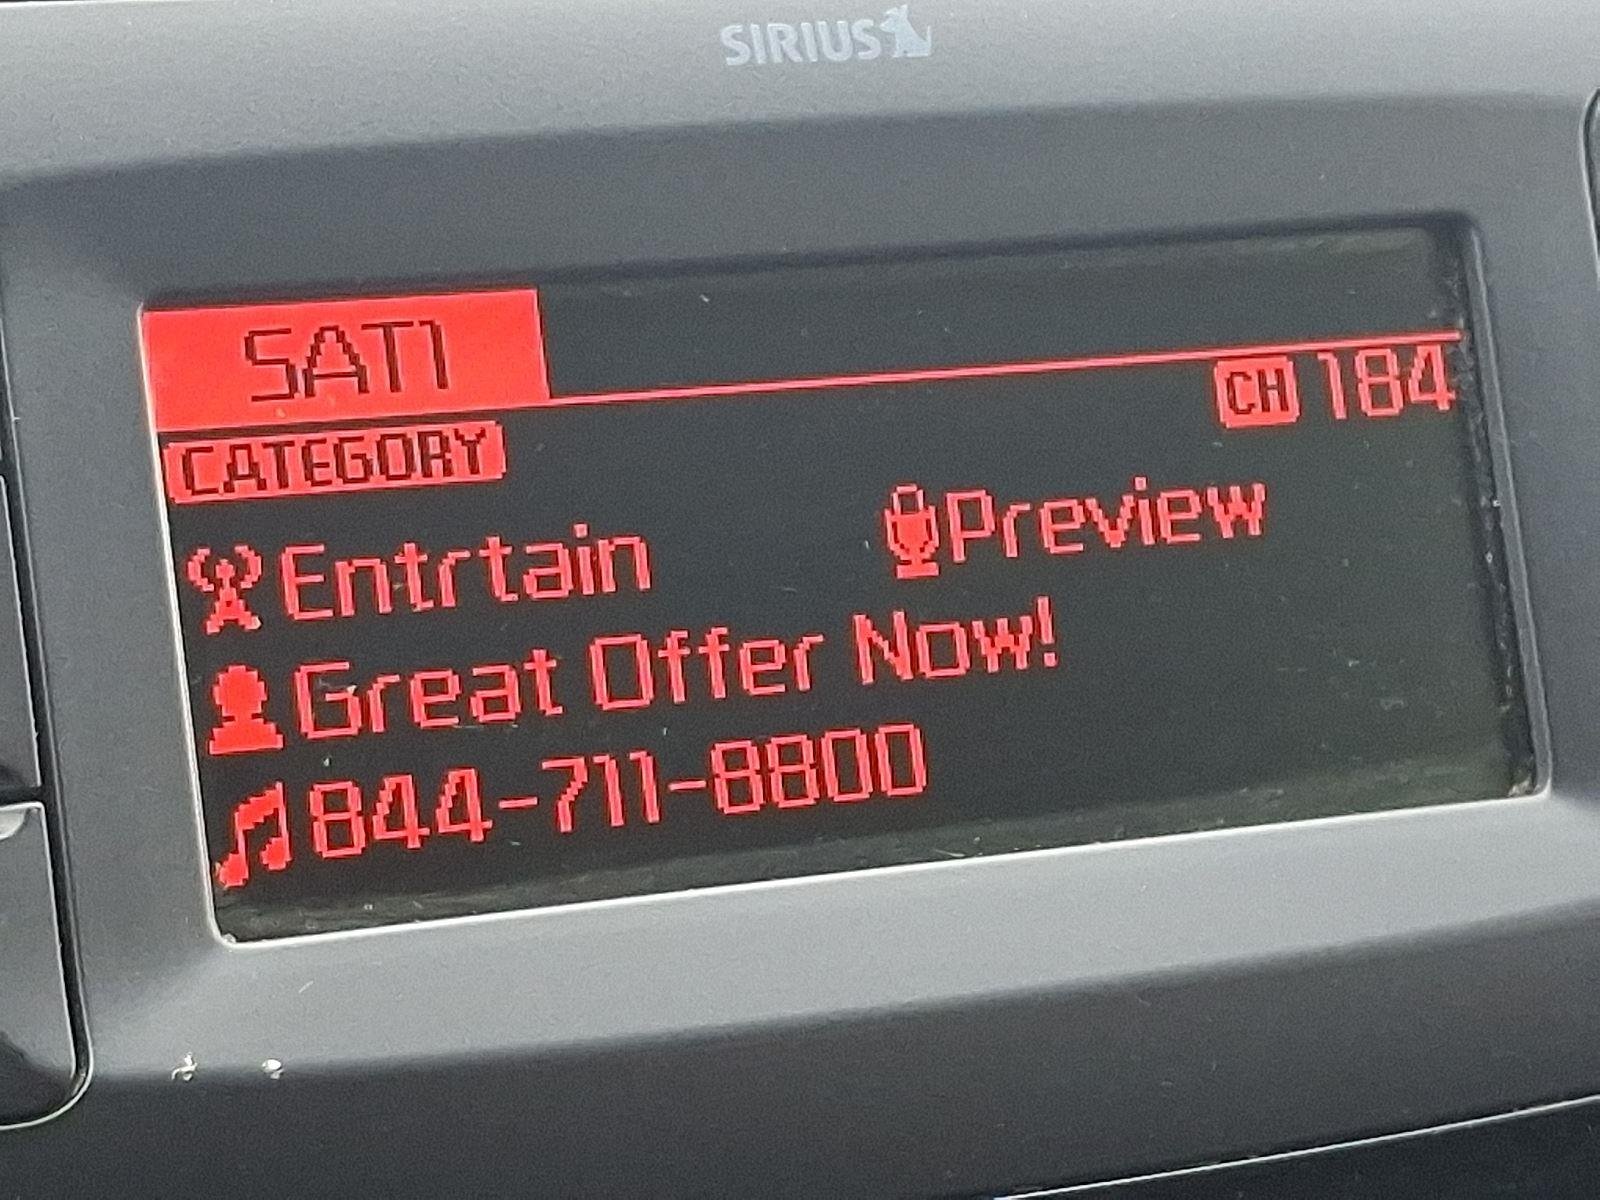 SIRIUS
SAT1
CH 184
CATEGORY
Entrtain Preview
Great Offer Now!
844-711-8800